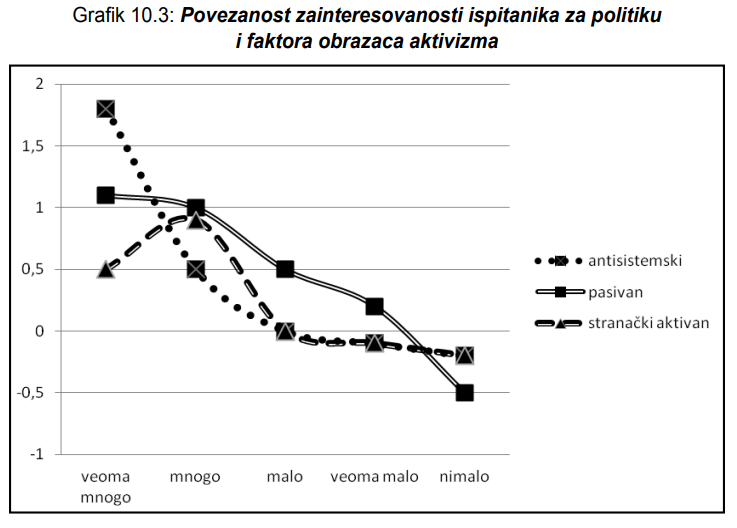 Grafik 10.3: Povezanost zainteresovanosti ispitanika za politiku
i faktora obrazaca aktivizma
2
1,5
1
0,5
0
-0,5
-1
veoma
mnogo
mnogo
malo
veoma malo
nimalo
antisistemski
pasivan
stranački aktivan